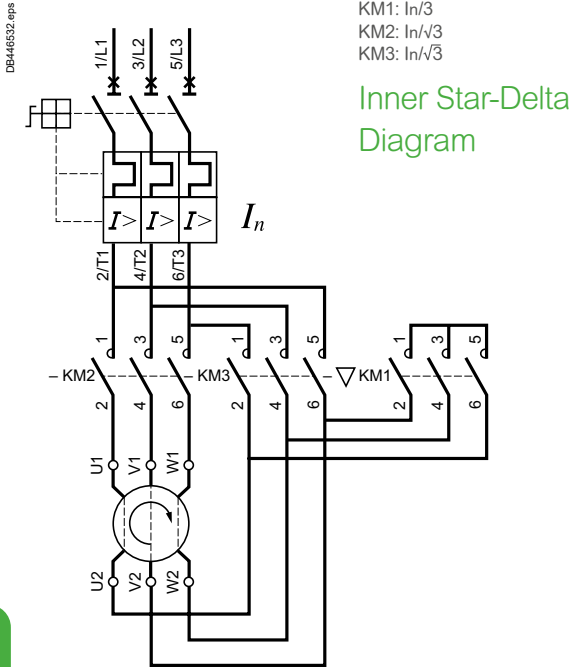 DB446532.eps
KM1: In/3
KM2: In/√3
KM3: In/√3
Inner Star-Delta
Diagram
1/L1 3/L2 5/L3
I> I> I> In
2/T1 4/T2 6/T3
1 3 5 1 3 5 1 3 5
KM2 KM3 KM1
2 4 6 2 4 6 2 4 6
U1 V1 W1
U2 V2 W2